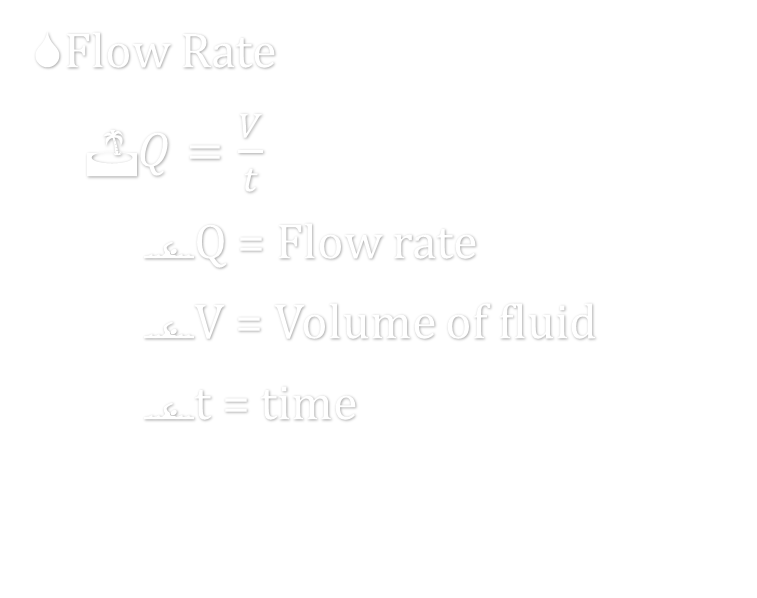 Flow Rate
Q = V/t
Q = Flow rate
V = Volume of fluid
t = time